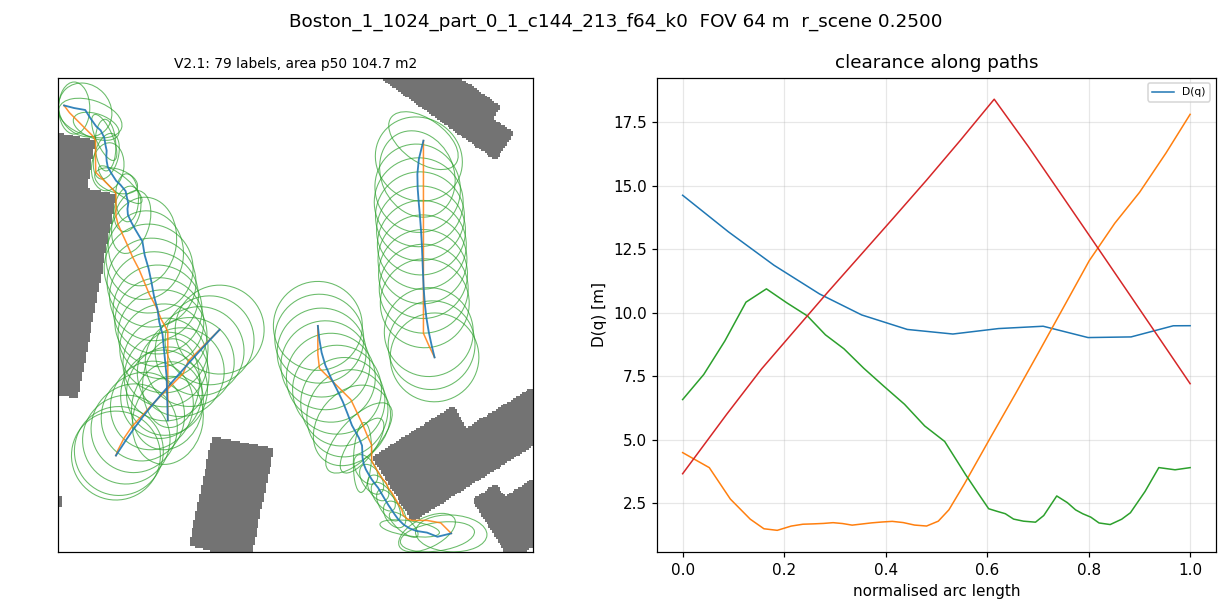 Boston_1_1024_part_0_1_c144_213_f64_k0  FOV 64 m  r_scene 0.2500
V2.1: 79 labels, area p50 104.7 m2
clearance along paths
D(q)
17.5
15.0
12.5
10.0
7.5
5.0
2.5
D(q) [m]
0.0 0.2 0.4 0.6 0.8 1.0
normalised arc length